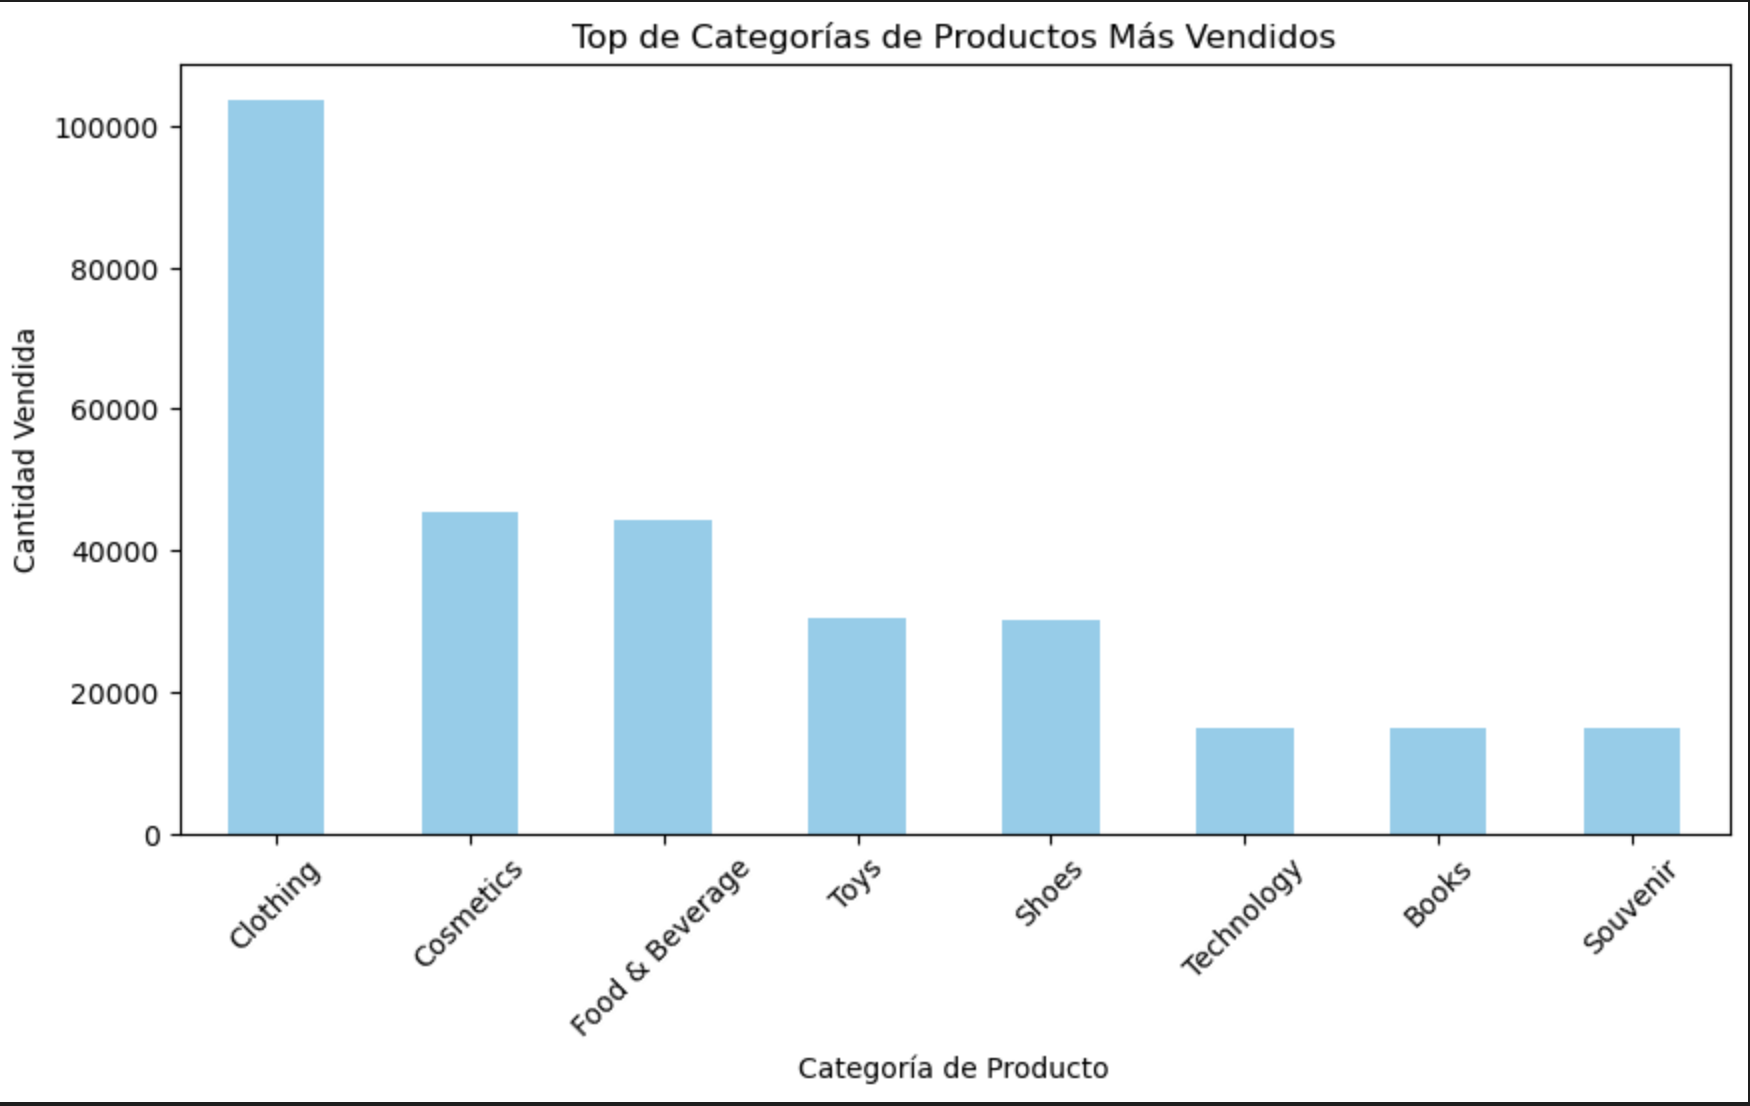 Top de Categorías de Productos Más Vendidos
Cantidad Vendida
100000
80000
60000
40000
20000
0
Clothing
Cosmetics
Food & Beverage
Toys
Shoes
Technology
Books
Souvenir
Categoría de Producto